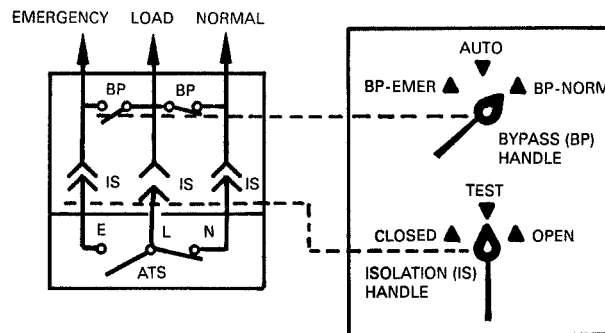 EMERGENCY LOAD NORMAL
BP BP
IS IS IS
E L N
ATS
AUTO
BP-EMER BP-NORM
BYPASS (BP)
HANDLE
TEST
CLOSED OPEN
ISOLATION (IS)
HANDLE